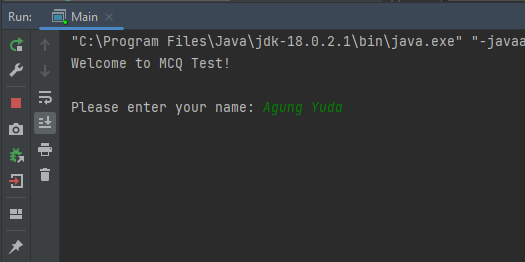 Run: Main
"C:\Program Files\Java\jdk-18.0.2.1\bin\java.exe" "-javaa
Welcome to MCQ Test!
Please enter your name: Agung Yuda